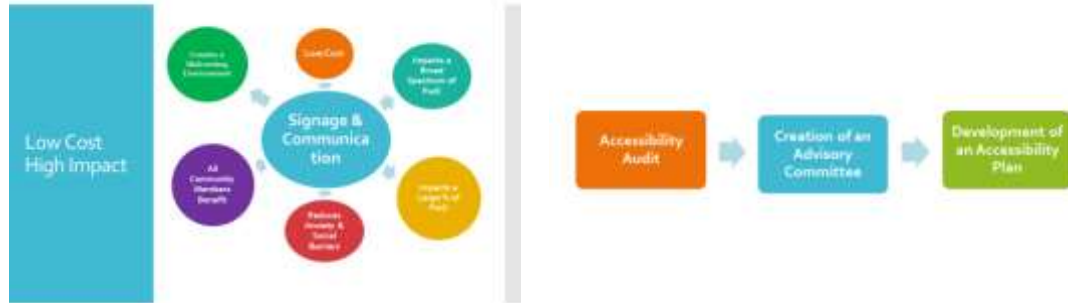 Low Cost
High Impact
Creates a
Welcoming
Environment
Low Cost
Impacts a
Broad
Spectrum of
PwD
Signage &
Communica
tion
All
Community
Members
Benefit
Impacts a
Large % of
PwD
Reduces
Anxiety &
Social
Barriers
Accessibility
Audit
Creation of an
Advisory
Committee
Development of
an Accessibility
Plan